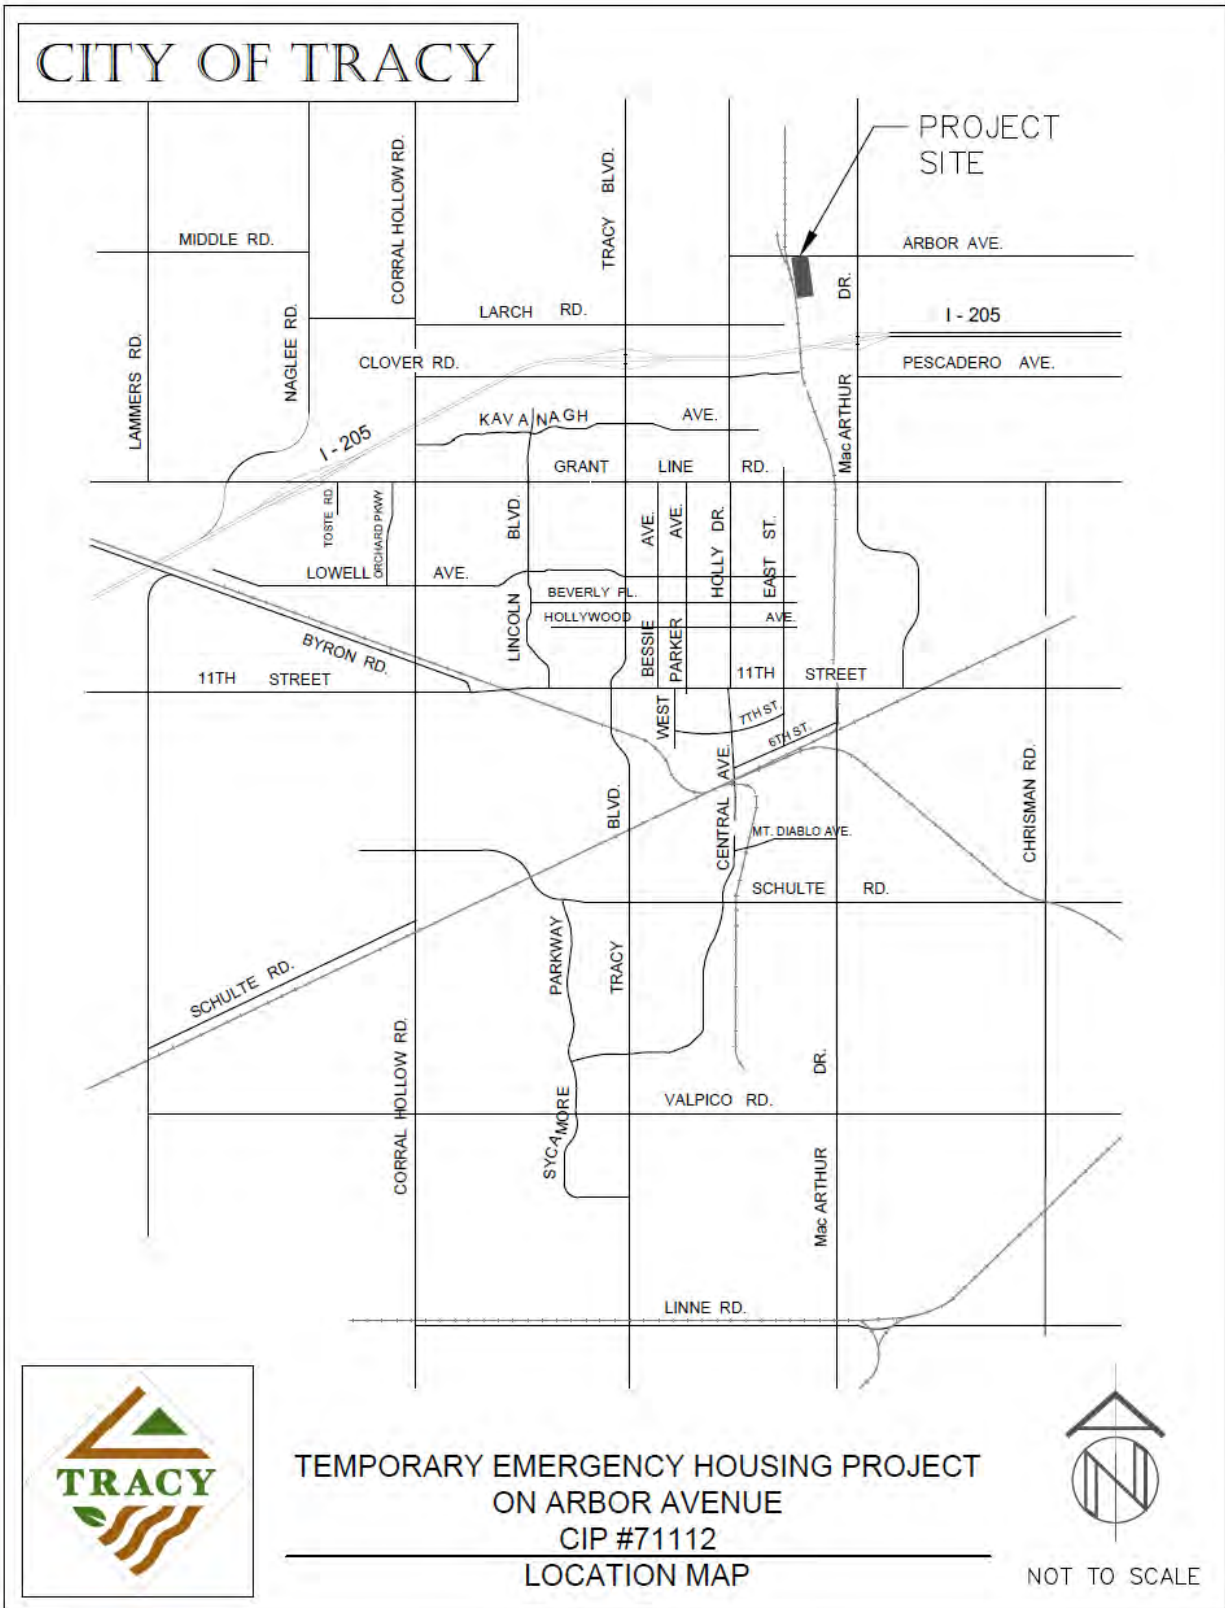 CITY OF TRACY
PROJECT
SITE
CORRAL HOLLOW RD.
TRACY BLVD.
MIDDLE RD.
ARBOR AVE.
MacARTHUR DR.
LARCH RD.
I - 205
NAGLEE RD.
LAMMERS RD.
CLOVER RD.
PESCADERO AVE.
KAVANAGH AVE.
I - 205
GRANT LINE RD.
TOSTE RD.
ORCHARD PKWY
LINCOLN BLVD.
BESSIE AVE.
PARKER AVE.
HOLLY DR.
EAST ST.
LOWELL AVE.
BEVERLY PL.
HOLLYWOOD AVE.
BYRON RD.
11TH STREET
11TH STREET
WEST
7TH ST.
6TH ST.
CENTRAL AVE.
CHRISMAN RD.
MT. DIABLO AVE.
SCHULTE RD.
TRACY BLVD.
SYCAMORE PARKWAY
SCHULTE RD.
CORRAL HOLLOW RD.
MacARTHUR DR.
VALPICO RD.
LINNE RD.
TRACY
TEMPORARY EMERGENCY HOUSING PROJECT
ON ARBOR AVENUE
CIP #71112
LOCATION MAP
N
NOT TO SCALE